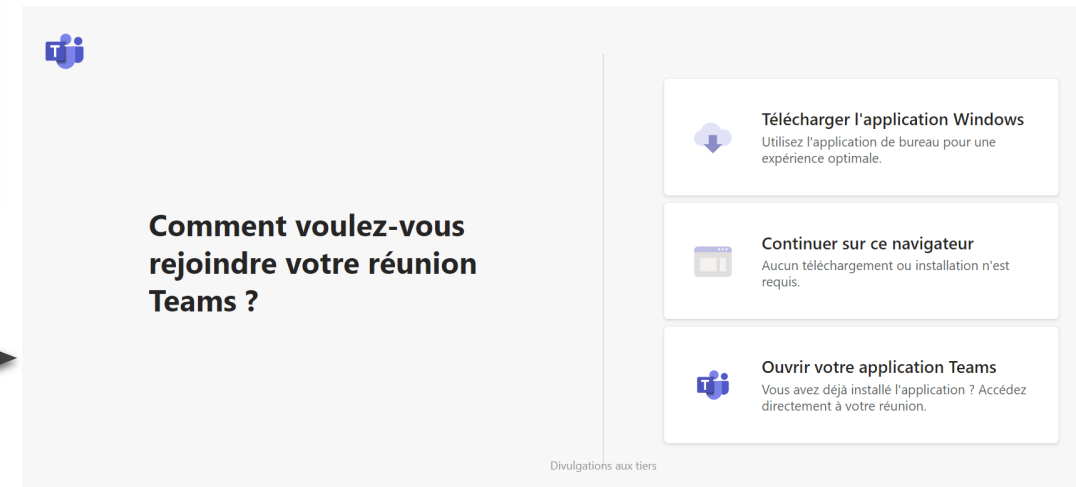 Comment voulez-vous
rejoindre votre réunion
Teams ?
Télécharger l'application Windows
Utilisez l'application de bureau pour une
expérience optimale.
Continuer sur ce navigateur
Aucun téléchargement ou installation n'est
requis.
Ouvrir votre application Teams
Vous avez déjà installé l'application ? Accédez
directement à votre réunion.
Divulgations aux tiers